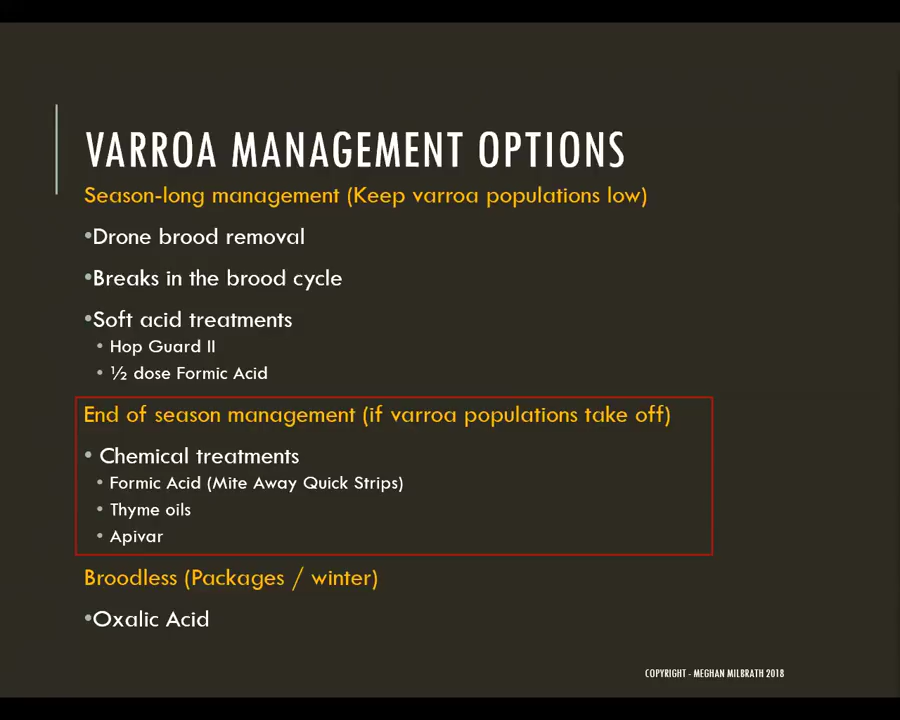 VARROA MANAGEMENT OPTIONS
Season-long management (Keep varroa populations low)
•Drone brood removal
•Breaks in the brood cycle
•Soft acid treatments
• Hop Guard II
• ½ dose Formic Acid
End of season management (if varroa populations take off)
• Chemical treatments
• Formic Acid (Mite Away Quick Strips)
• Thyme oils
• Apivar
Broodless (Packages / winter)
•Oxalic Acid
COPYRIGHT - MEGHAN MILBRATH 2018